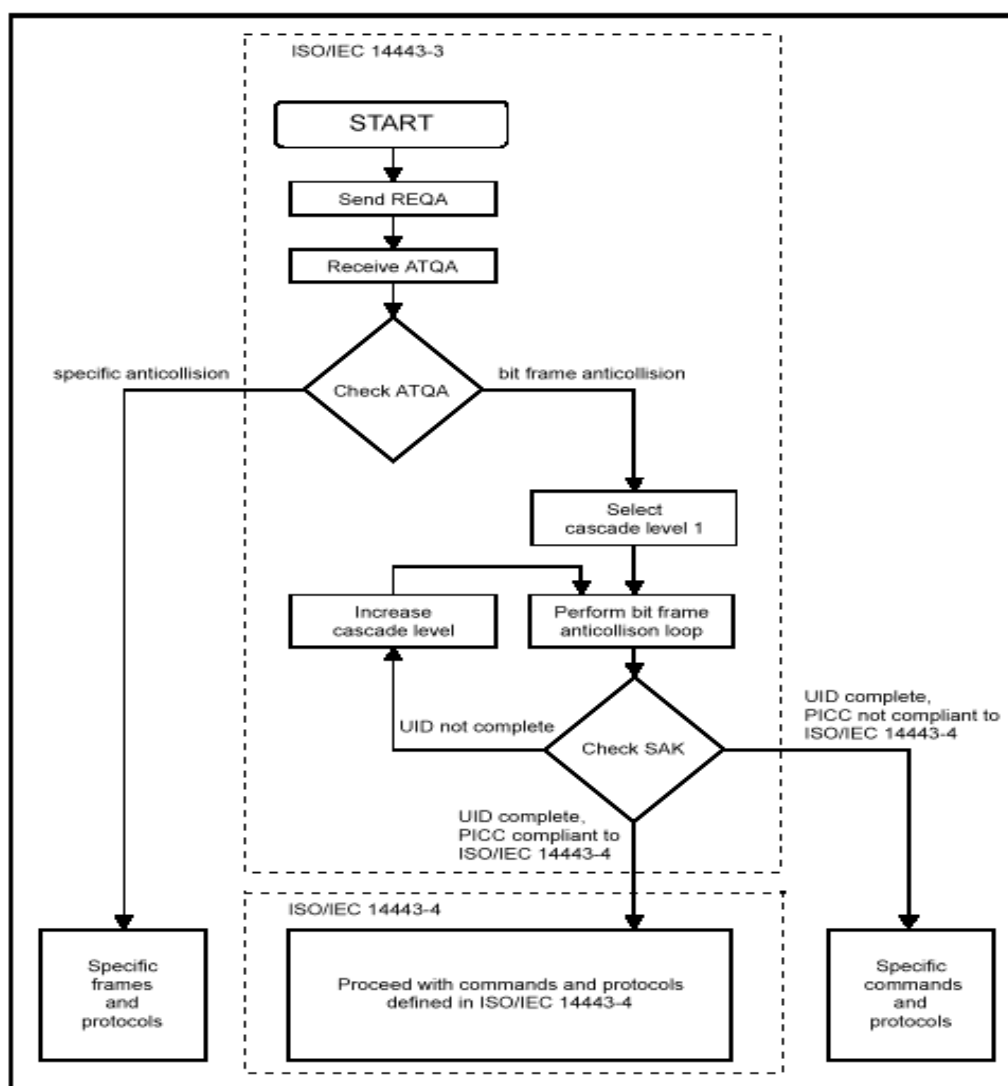 ISO/IEC 14443-3
START
Send REQA
Receive ATQA
specific anticollision
Check ATQA
bit frame anticollision
Select
cascade level 1
Increase
cascade level
Perform bit frame
anticollison loop
UID not complete
Check SAK
UID complete,
PICC not compliant to
ISO/IEC 14443-4
UID complete,
PICC compliant to
ISO/IEC 14443-4
ISO/IEC 14443-4
Specific
frames
and
protocols
Proceed with commands and protocols
defined in ISO/IEC 14443-4
Specific
commands
and
protocols